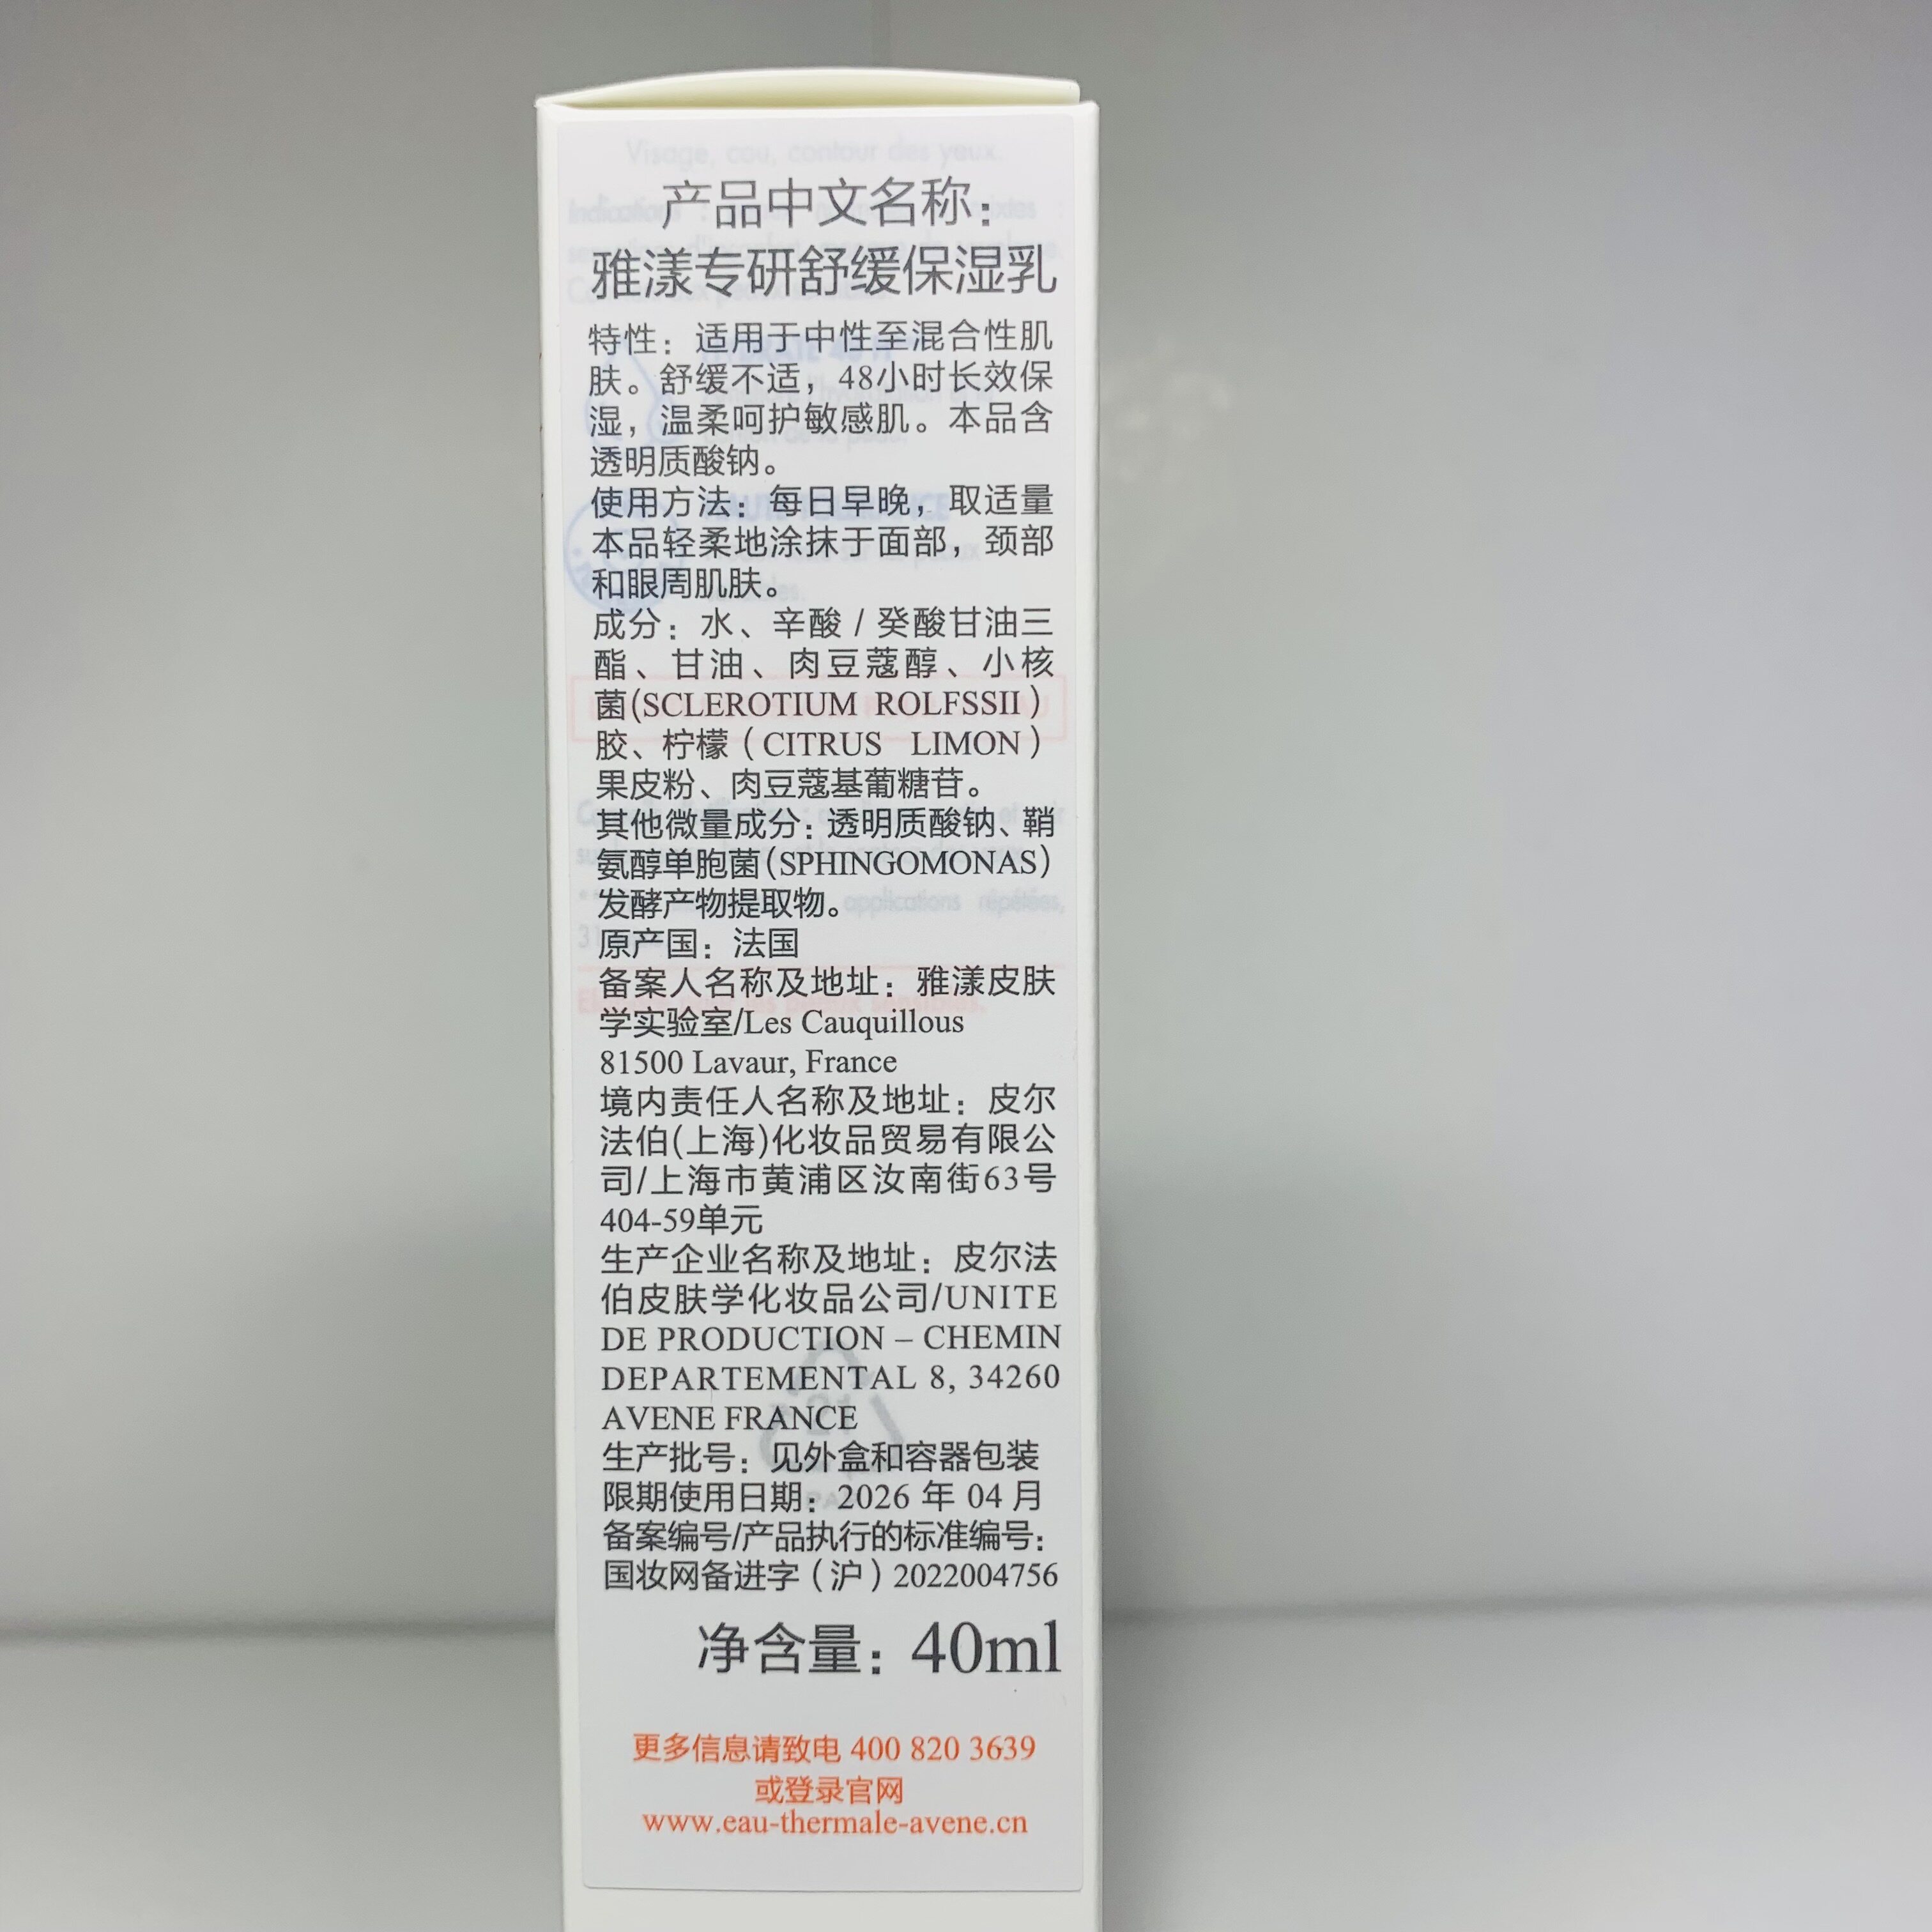 Visage, cou, contour des yeux.
产品中文名称：
雅漾专研舒缓保湿乳
特性：适用于中性至混合性肌
肤。舒缓不适，48小时长效保
湿，温柔呵护敏感肌。本品含
透明质酸钠。
使用方法：每日早晚，取适量
本品轻柔地涂抹于面部，颈部
和眼周肌肤。
成分：水、辛酸 / 癸酸甘油三
酯、甘油、肉豆蔻醇、小核
菌(SCLEROTIUM ROLFSSII）
胶、柠檬（CITRUS LIMON）
果皮粉、肉豆蔻基葡糖苷。
其他微量成分：透明质酸钠、鞘
氨醇单胞菌（SPHINGOMONAS）
发酵产物提取物。
applications répétées,
原产国：法国
备案人名称及地址：雅漾皮肤
学实验室/Les Cauquillous
81500 Lavaur, France
境内责任人名称及地址：皮尔
法伯(上海)化妆品贸易有限公
司/上海市黄浦区汝南街63号
404-59单元
生产企业名称及地址：皮尔法
伯皮肤学化妆品公司/UNITE
DE PRODUCTION – CHEMIN
DEPARTEMENTAL 8, 34260
AVENE FRANCE
生产批号：见外盒和容器包装
限期使用日期：2026 年 04 月
备案编号/产品执行的标准编号：
国妆网备进字（沪）2022004756
净含量：40ml
更多信息请致电 400 820 3639
或登录官网
www.eau-thermale-avene.cn